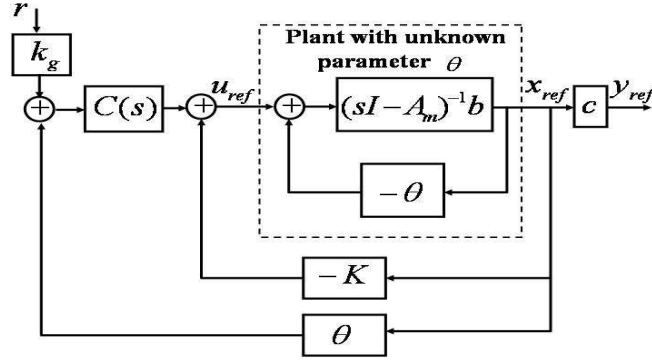 r
k_g
Plant with unknown
parameter θ
C(s)
u_ref
(sI – A_m)^{-1}b
x_ref
c
y_ref
– θ
– K
θ